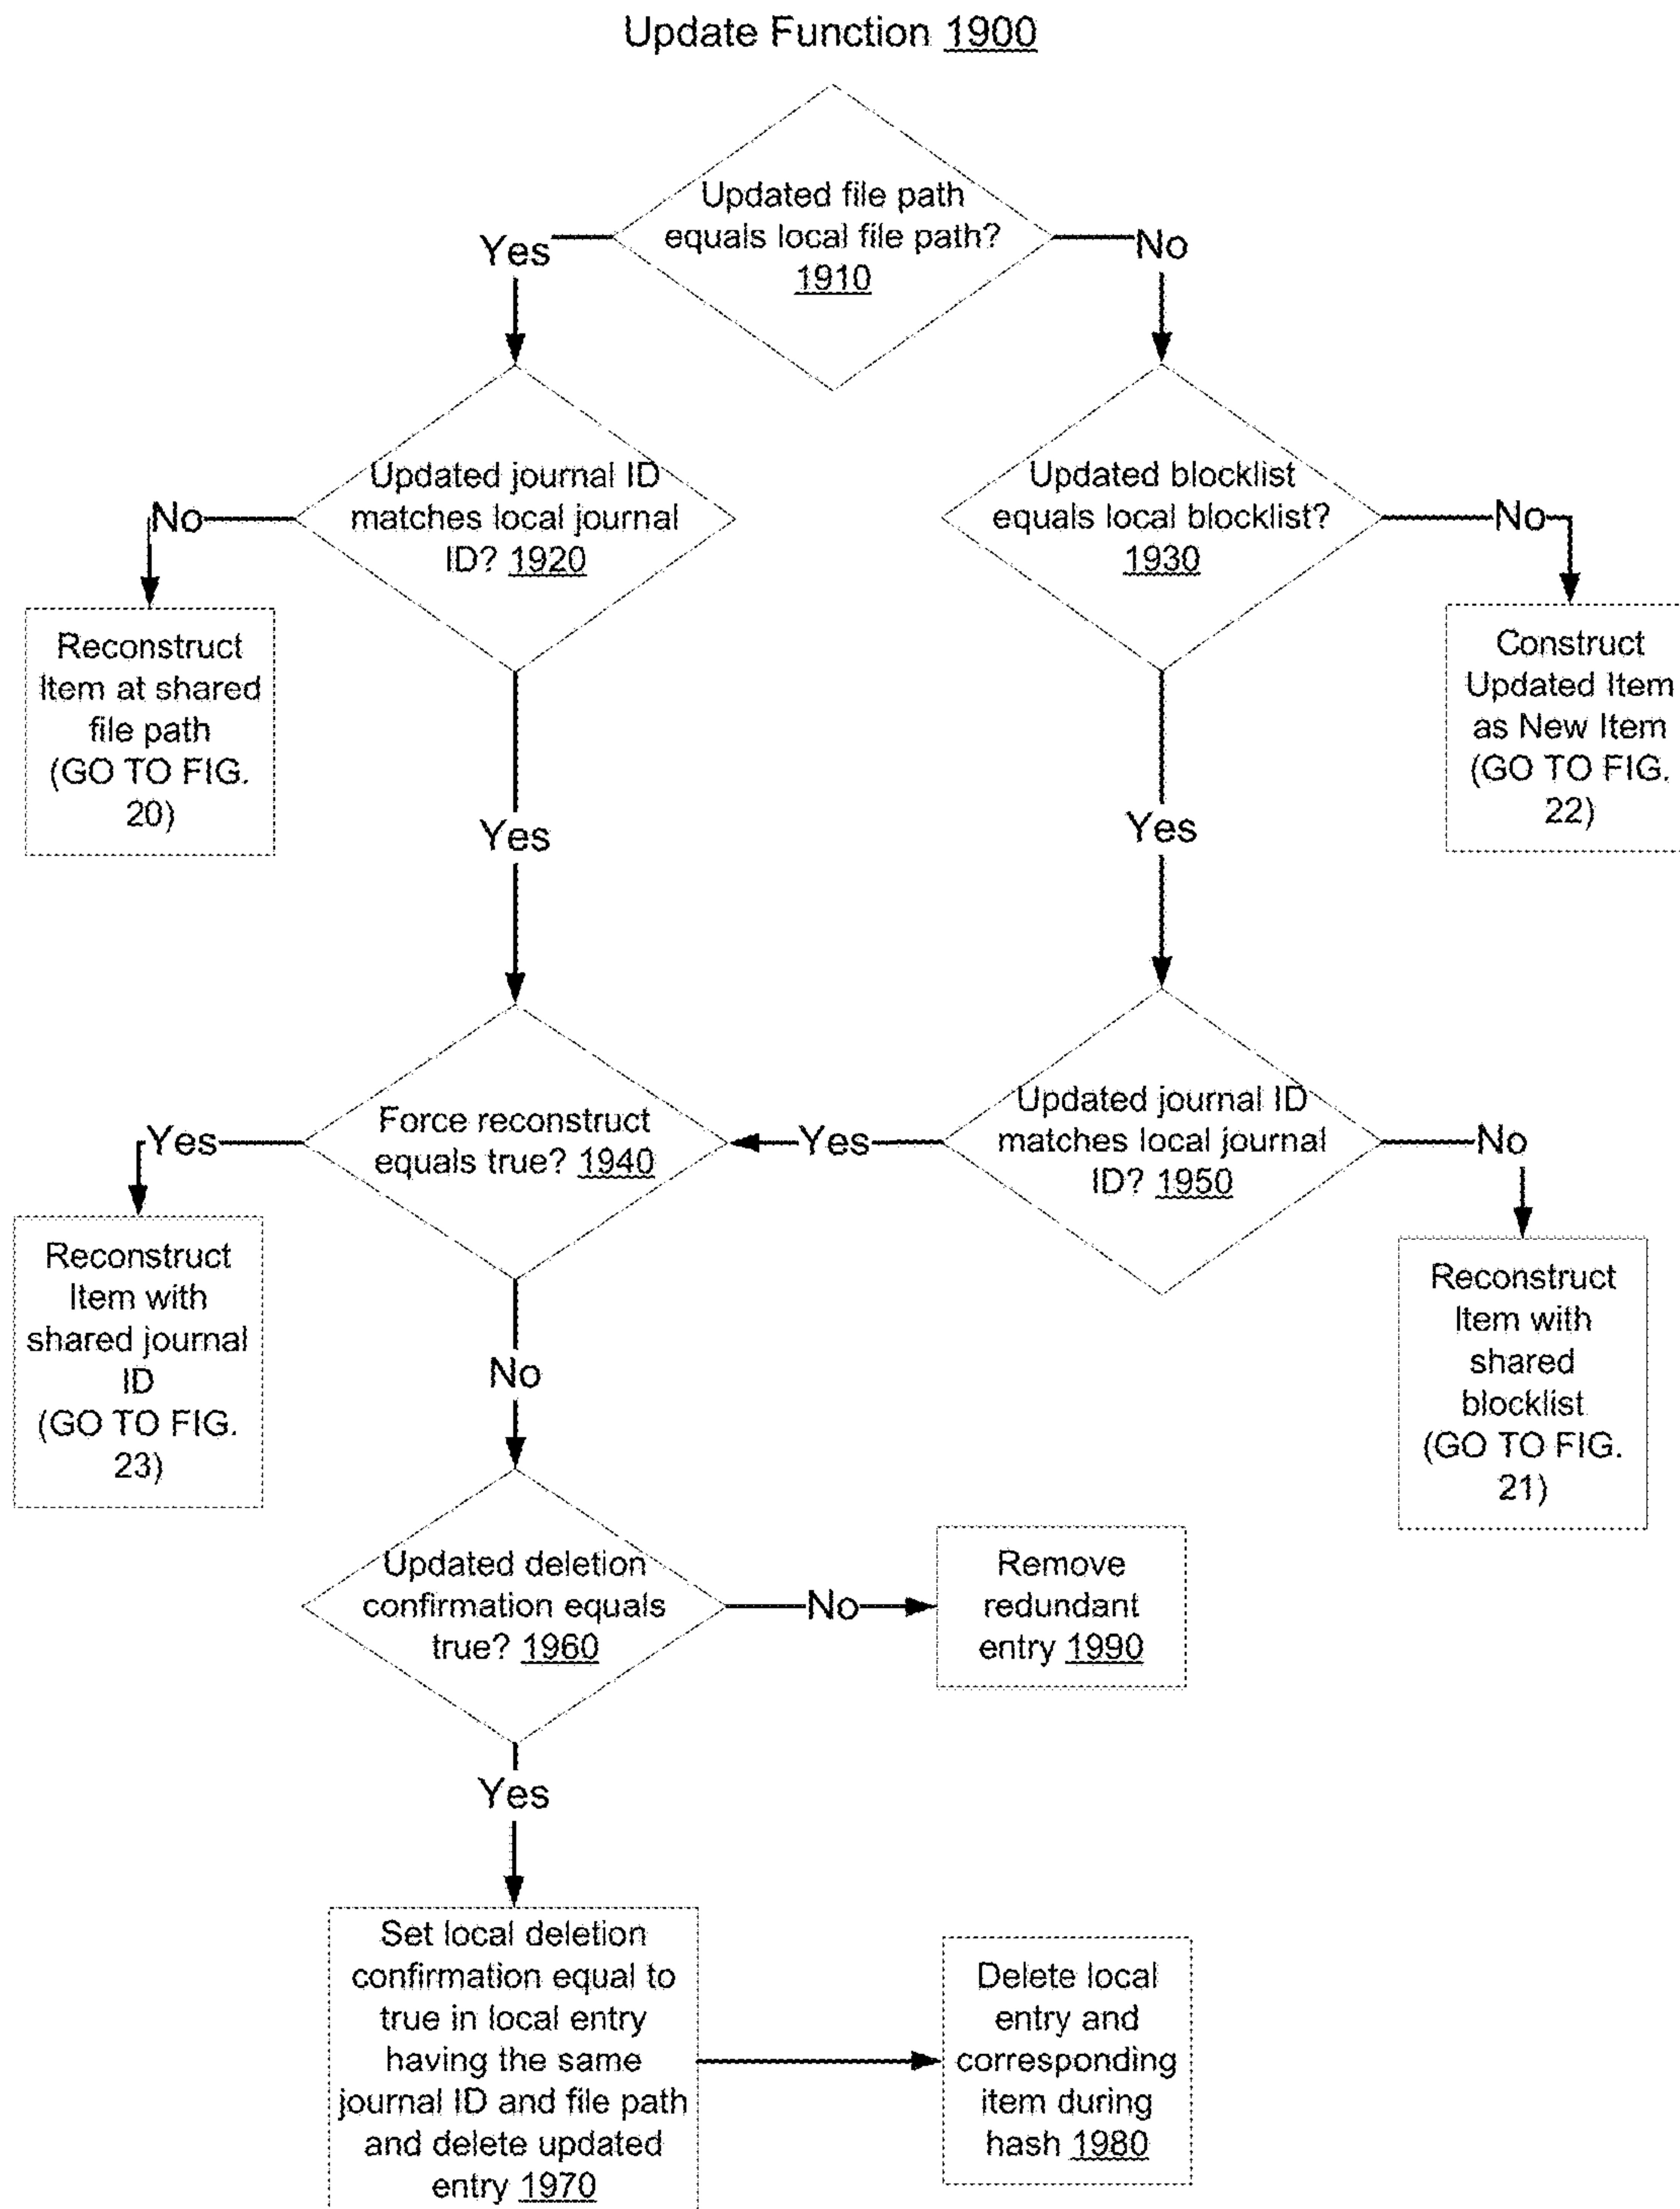 Update Function 1900
Updated file path
equals local file path?
1910
Yes
No
Updated journal ID
matches local journal
ID? 1920
Updated blocklist
equals local blocklist?
1930
No
No
Reconstruct
Item at shared
file path
(GO TO FIG.
20)
Construct
Updated Item
as New Item
(GO TO FIG.
22)
Yes
Yes
Force reconstruct
equals true? 1940
Updated journal ID
matches local journal
ID? 1950
Yes
Yes
No
Reconstruct
Item with
shared journal
ID
(GO TO FIG.
23)
Reconstruct
Item with
shared
blocklist
(GO TO FIG.
21)
No
Updated deletion
confirmation equals
true? 1960
No
Remove
redundant
entry 1990
Yes
Set local deletion
confirmation equal to
true in local entry
having the same
journal ID and file path
and delete updated
entry 1970
Delete local
entry and
corresponding
item during
hash 1980